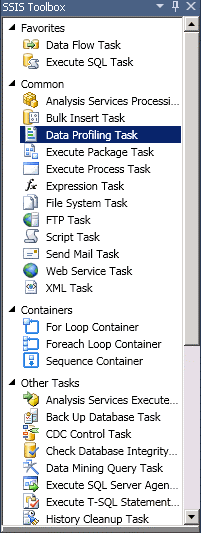 SSIS Toolbox
Favorites
Data Flow Task
Execute SQL Task
Common
Analysis Services Processi...
Bulk Insert Task
Data Profiling Task
Execute Package Task
Execute Process Task
Expression Task
File System Task
FTP Task
Script Task
Send Mail Task
Web Service Task
XML Task
Containers
For Loop Container
Foreach Loop Container
Sequence Container
Other Tasks
Analysis Services Execute...
Back Up Database Task
CDC Control Task
Check Database Integrity...
Data Mining Query Task
Execute SQL Server Agen...
Execute T-SQL Statement...
History Cleanup Task